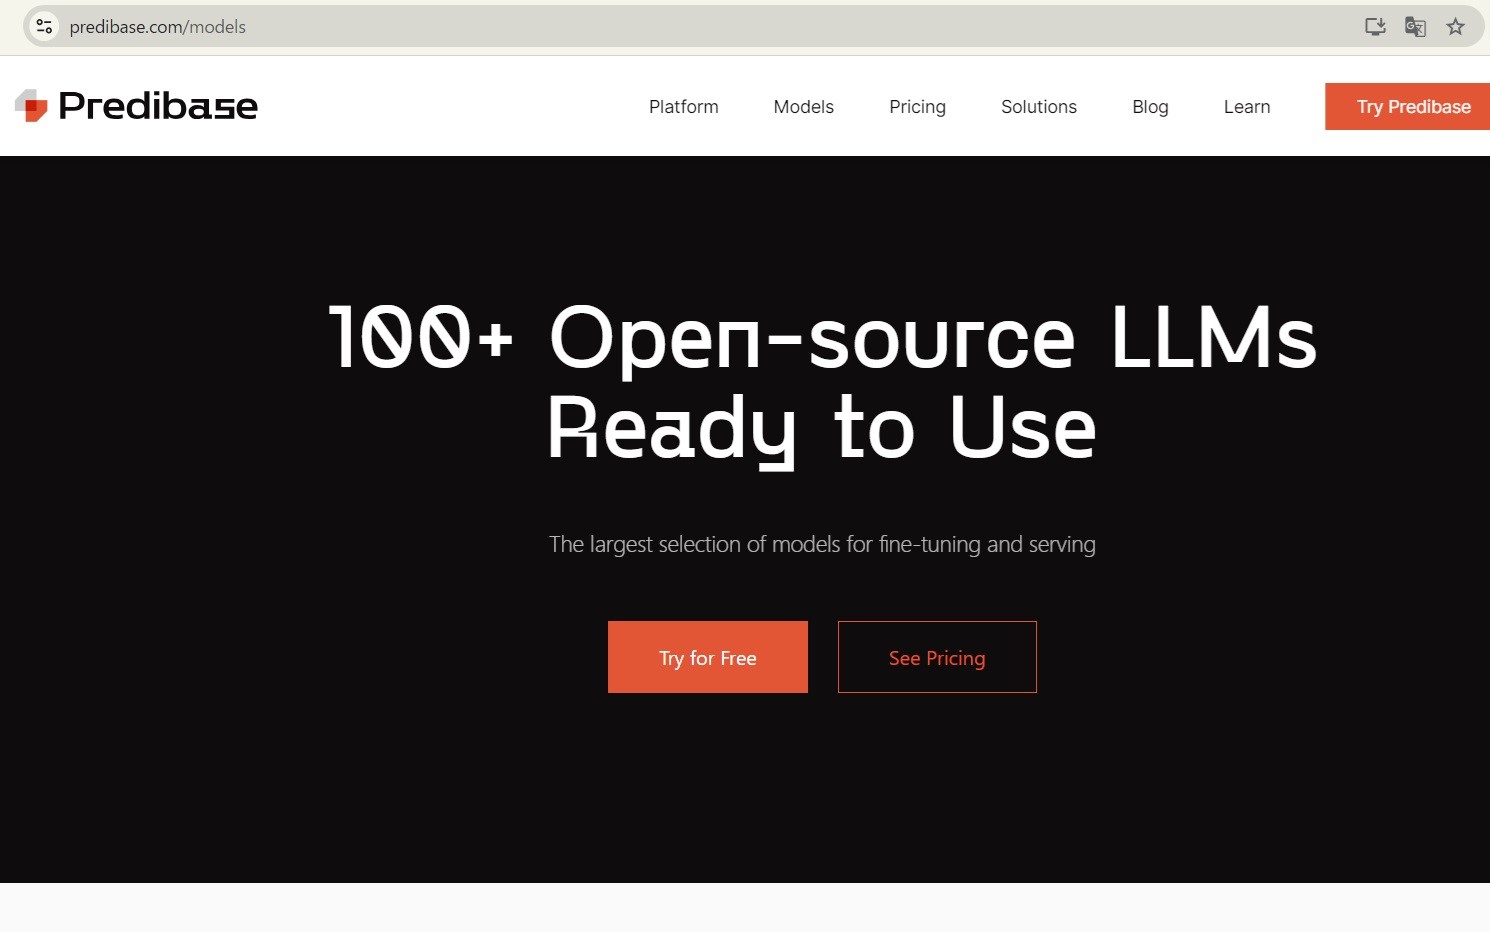 predibase.com/models
Predibase
Platform Models Pricing Solutions Blog Learn Try Predibase
100+ Open-source LLMs
Ready to Use
The largest selection of models for fine-tuning and serving
Try for Free See Pricing